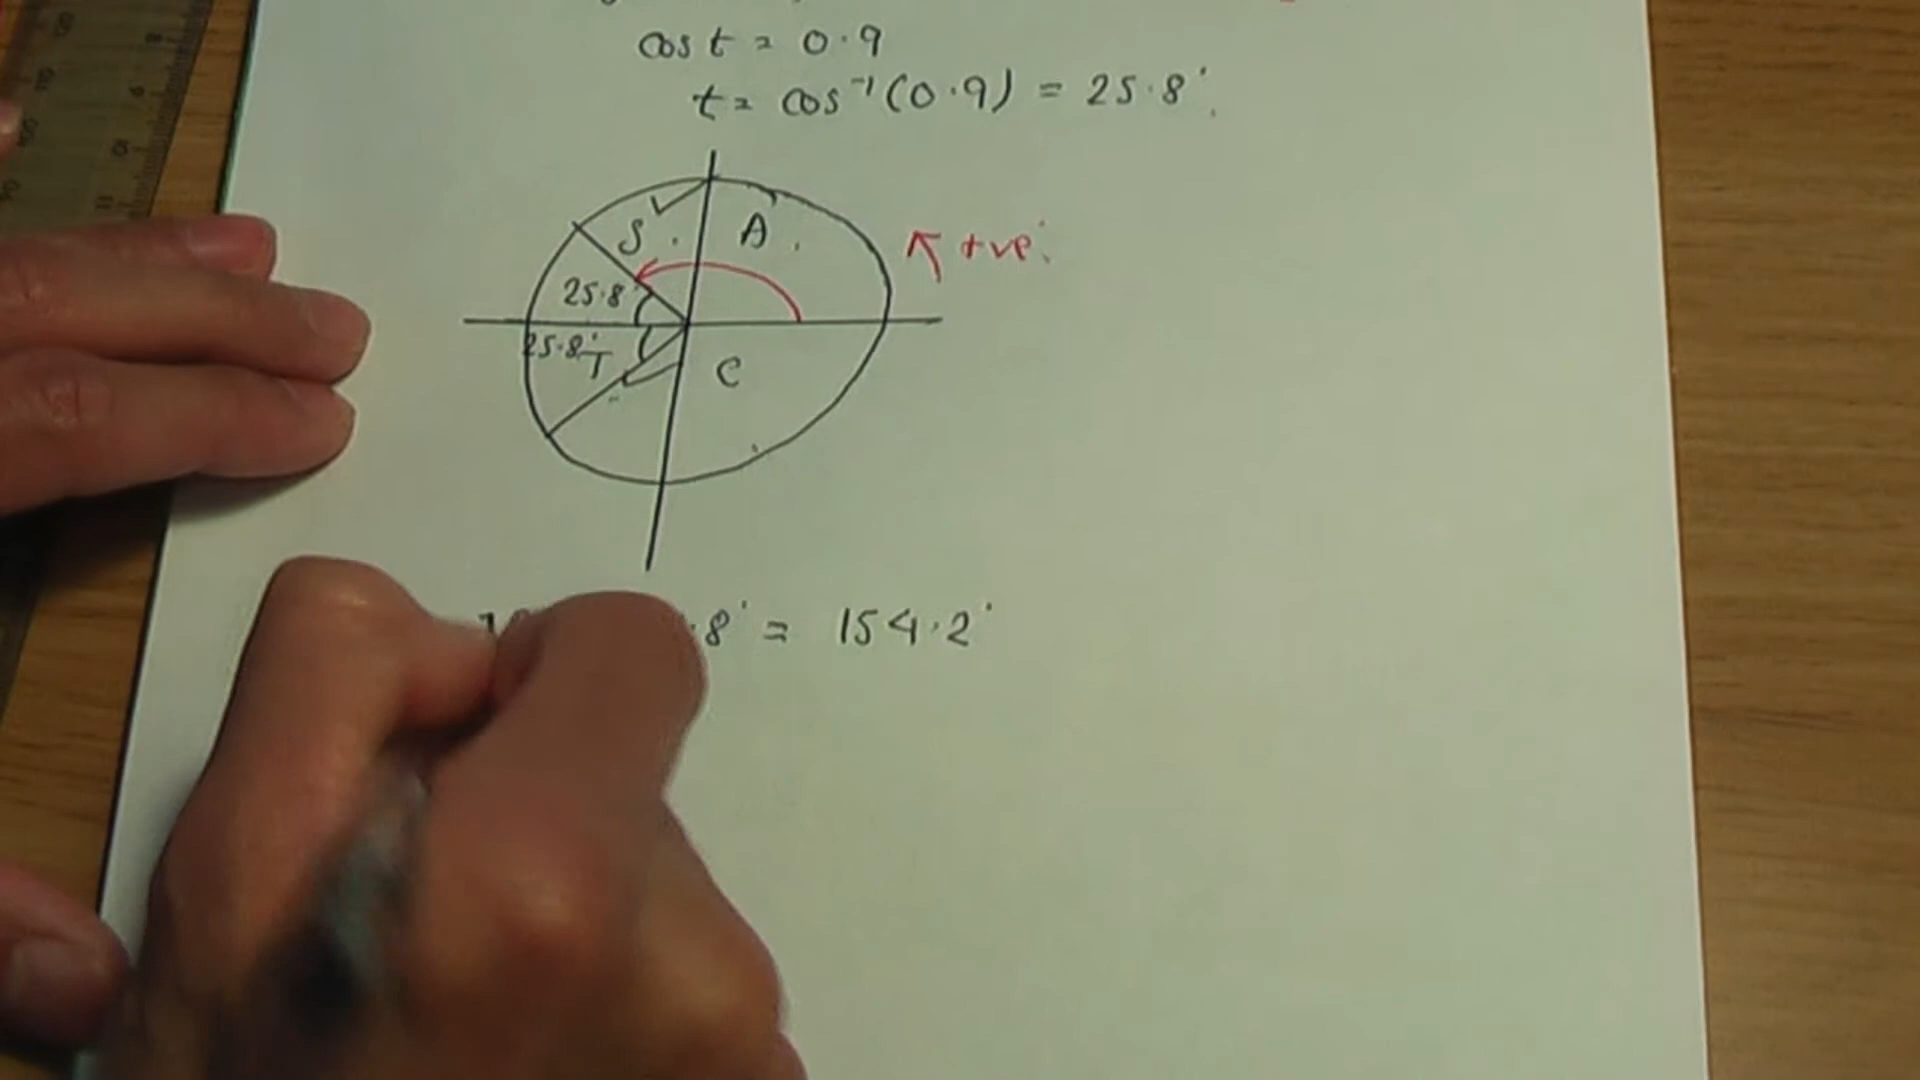 cos t = 0.9
t = cos⁻¹(0.9) = 25.8°.
S A
+ve
25.8
25.8° T
C
.8° = 154.2°